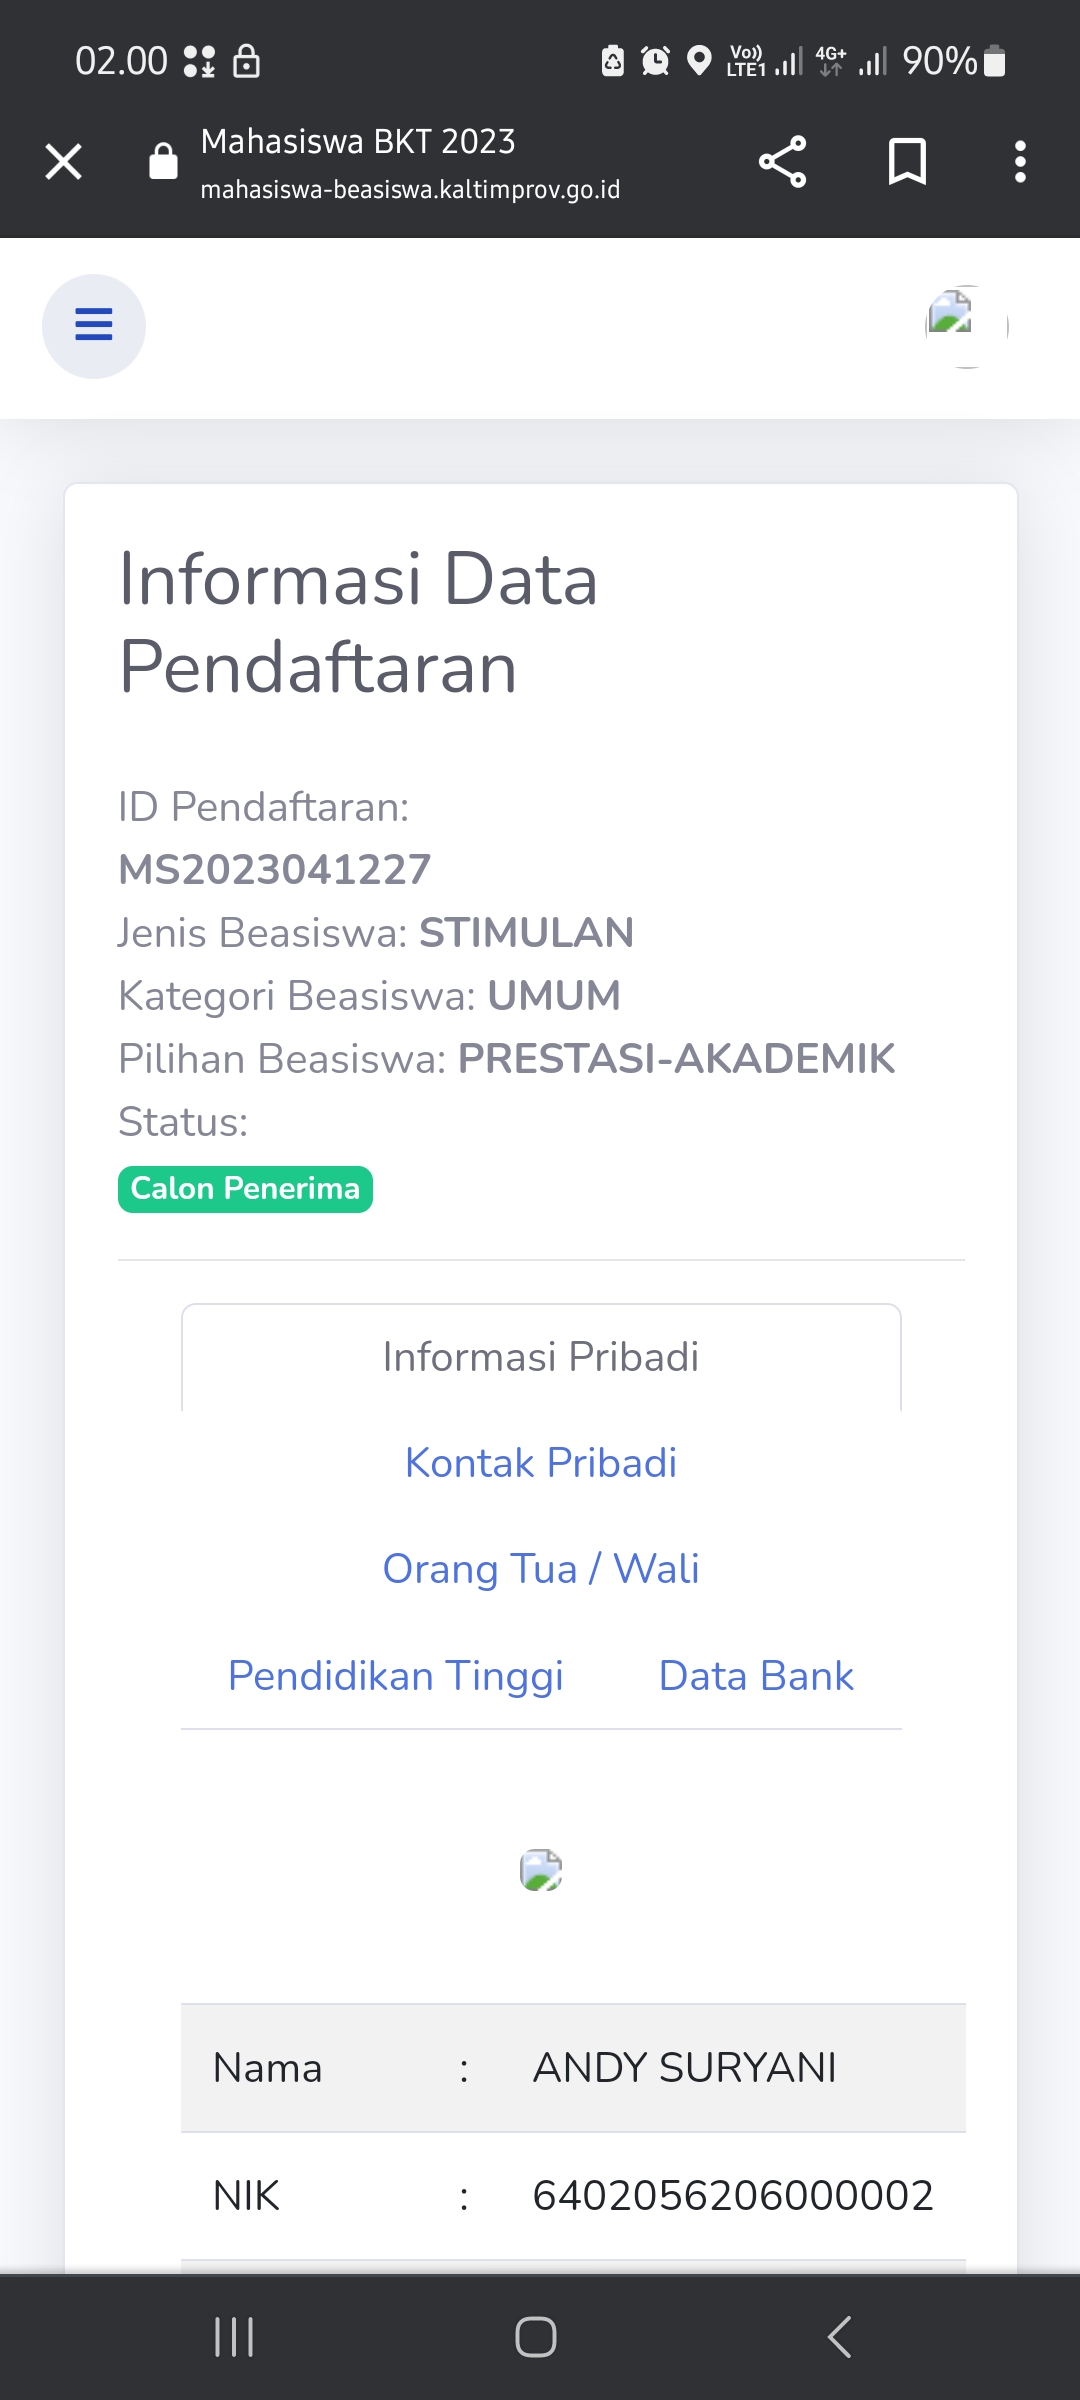 02.00
Vo)) LTE1 4G+ 90%
Mahasiswa BKT 2023
mahasiswa-beasiswa.kaltimprov.go.id
Informasi Data
Pendaftaran
ID Pendaftaran:
MS2023041227
Jenis Beasiswa: STIMULAN
Kategori Beasiswa: UMUM
Pilihan Beasiswa: PRESTASI-AKADEMIK
Status:
Calon Penerima
Informasi Pribadi
Kontak Pribadi
Orang Tua / Wali
Pendidikan Tinggi Data Bank
Nama : ANDY SURYANI
NIK : 6402056206000002